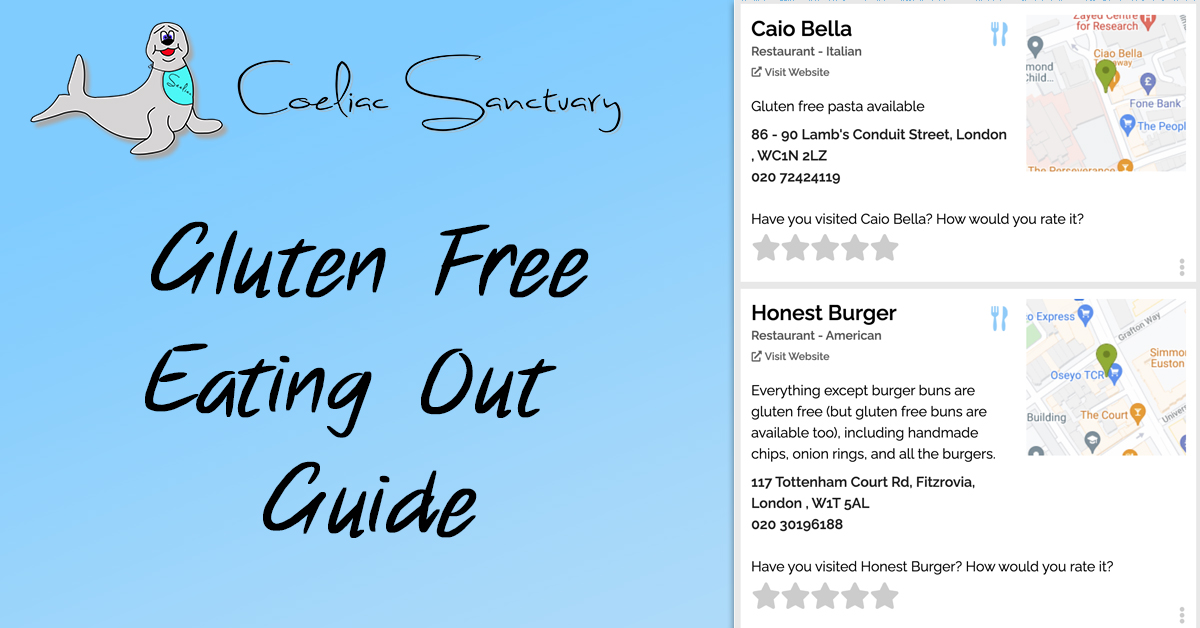 Sealiac
Coeliac Sanctuary
Gluten Free
Eating Out
Guide
Caio Bella
Restaurant - Italian
Visit Website
Gluten free pasta available
86 - 90 Lamb's Conduit Street, London
, WC1N 2LZ
020 72424119
Have you visited Caio Bella? How would you rate it?
Zayed Centre
for Research
Caio Bella
mond
Child...
£
Fone Bank
The Peopl
The Perseverance
Honest Burger
Restaurant - American
Visit Website
Everything except burger buns are
gluten free (but gluten free buns are
available too), including handmade
chips, onion rings, and all the burgers.
117 Tottenham Court Rd, Fitzrovia,
London , W1T 5AL
020 30196188
Have you visited Honest Burger? How would you rate it?
o Express
Grafton Way
Simmo
Euston
Oseyo TCR
Building
The Court
Univers